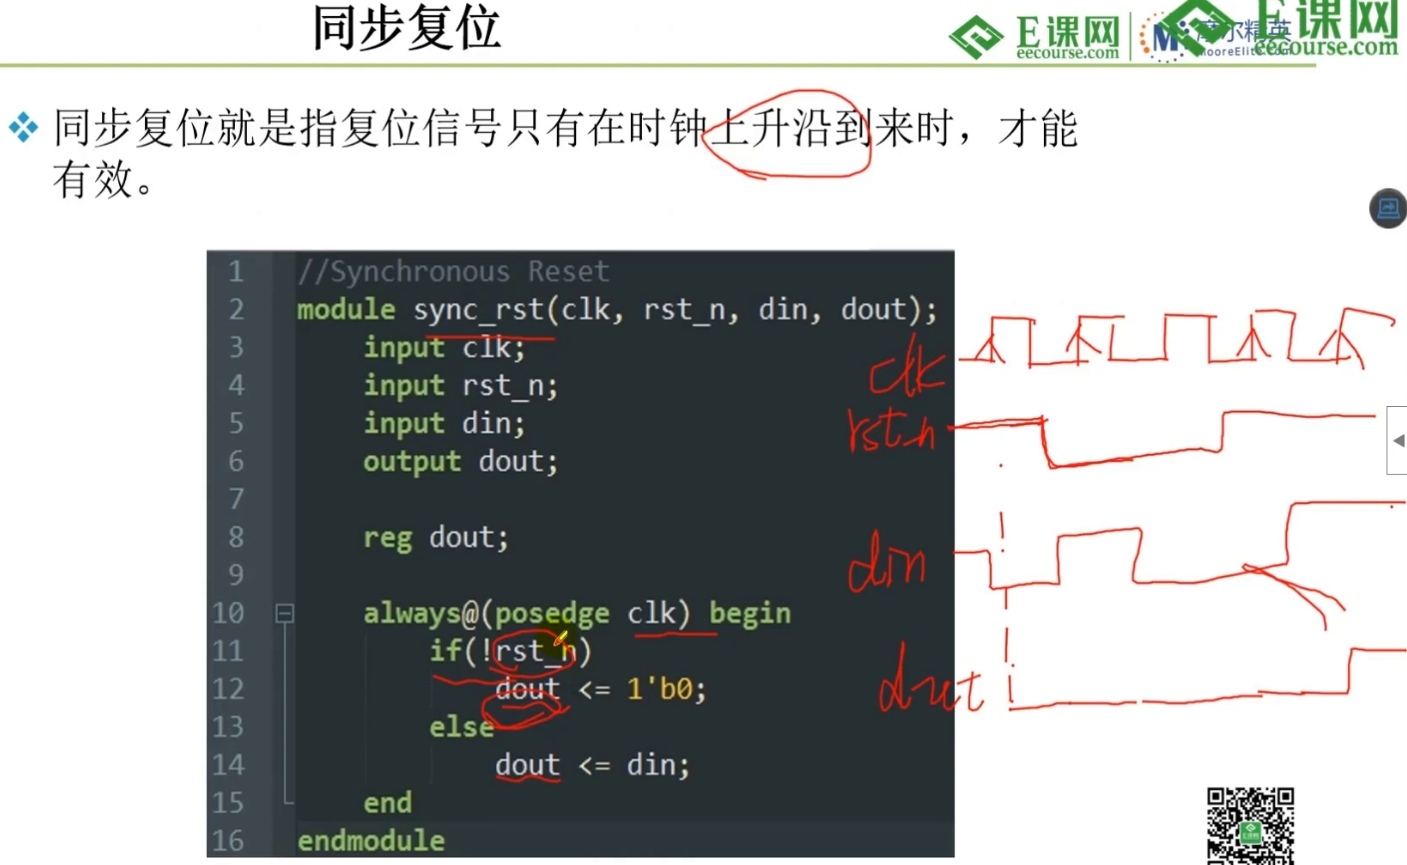 同步复位
E课网
eecourse.com
摩尔精英
MooreElite.com
E课网
eecourse.com
同步复位就是指复位信号只有在时钟上升沿到来时，才能
有效。
1 //Synchronous Reset
2 module sync_rst(clk, rst_n, din, dout);
3 input clk;
4 input rst_n;
5 input din;
6 output dout;
7
8 reg dout;
9
10 always@(posedge clk) begin
11 if(!rst_n)
12 dout <= 1'b0;
13 else
14 dout <= din;
15 end
16 endmodule
clk
rst_n
din
dout